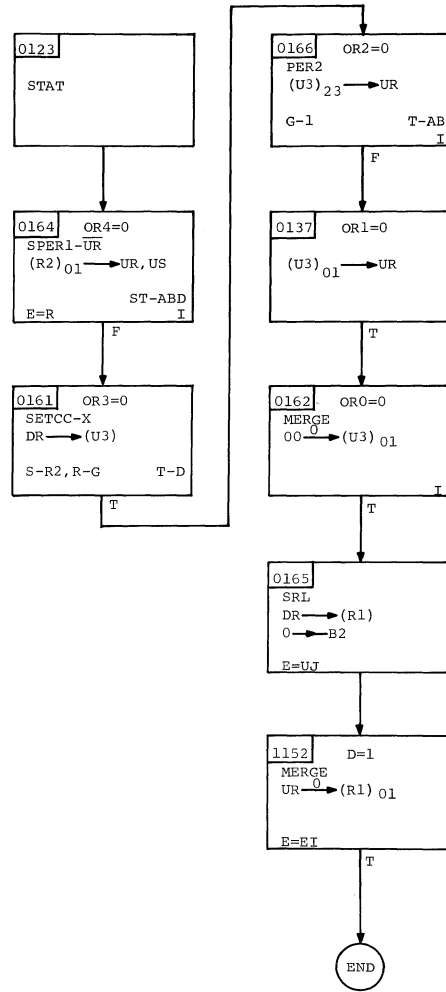 0123
STAT
0164 OR4=0
SPER1-UR
(R2)01 → UR,US
ST-ABD
E=R I
F
0161 OR3=0
SETCC-X
DR → (U3)
S-R2,R-G T-D
T
0166 OR2=0
PER2
(U3)23 → UR
G-1 T-AB
I
F
0137 OR1=0
(U3)01 → UR
T
0162 OR0=0
MERGE
00 0→ (U3)01
I
T
0165
SRL
DR → (R1)
0 → B2
E=UJ
1152 D=1
MERGE
UR 0→ (R1)01
E=EI
T
END